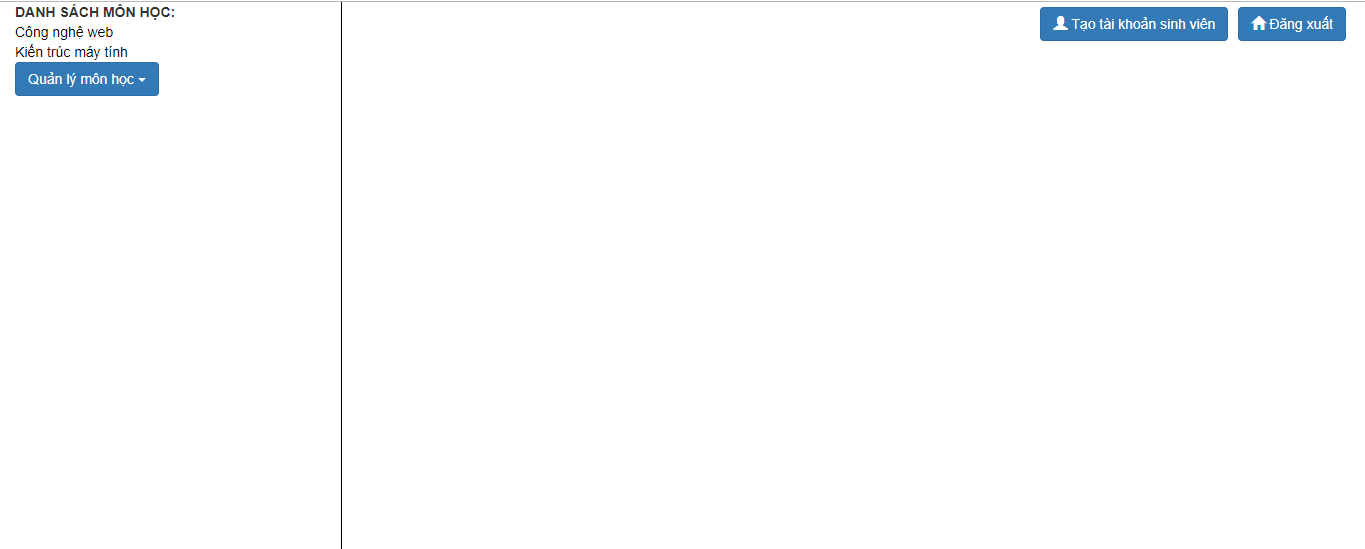 DANH SÁCH MÔN HỌC:
Công nghệ web
Kiến trúc máy tính
Quản lý môn học
Tạo tài khoản sinh viên
Đăng xuất